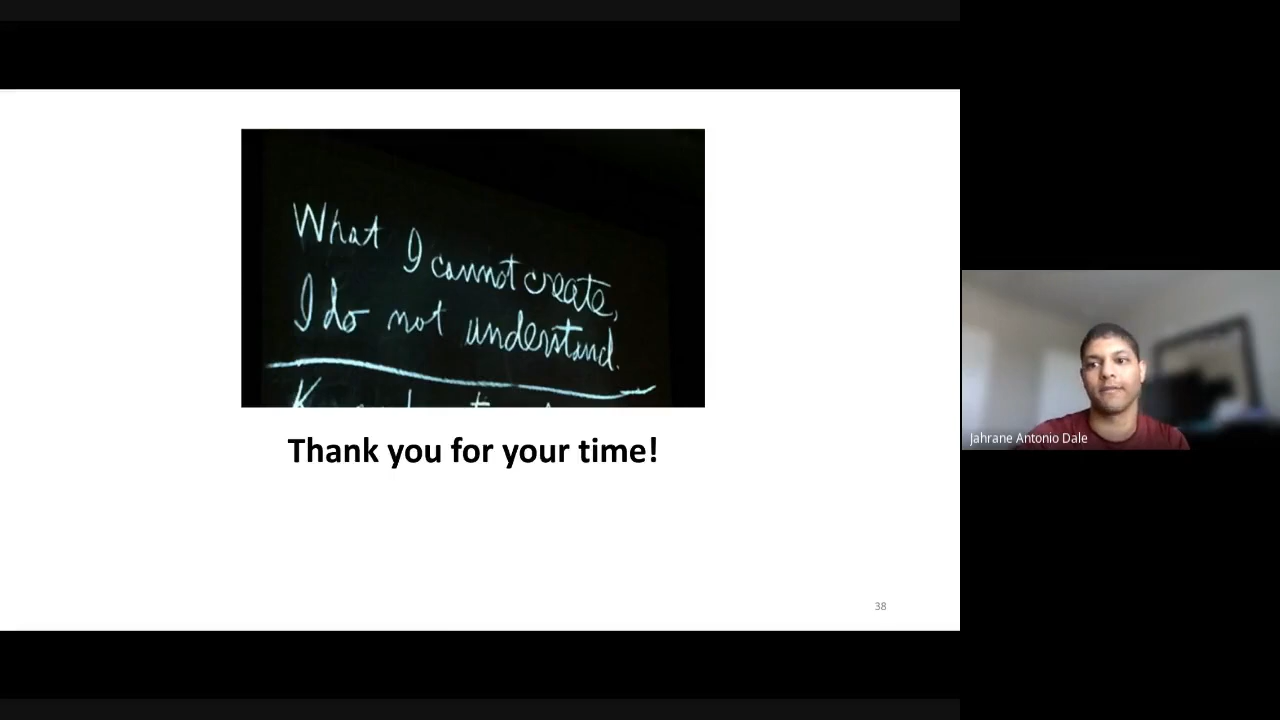 What I cannot create,
I do not understand.
Thank you for your time!
38
Jahrane Antonio Dale